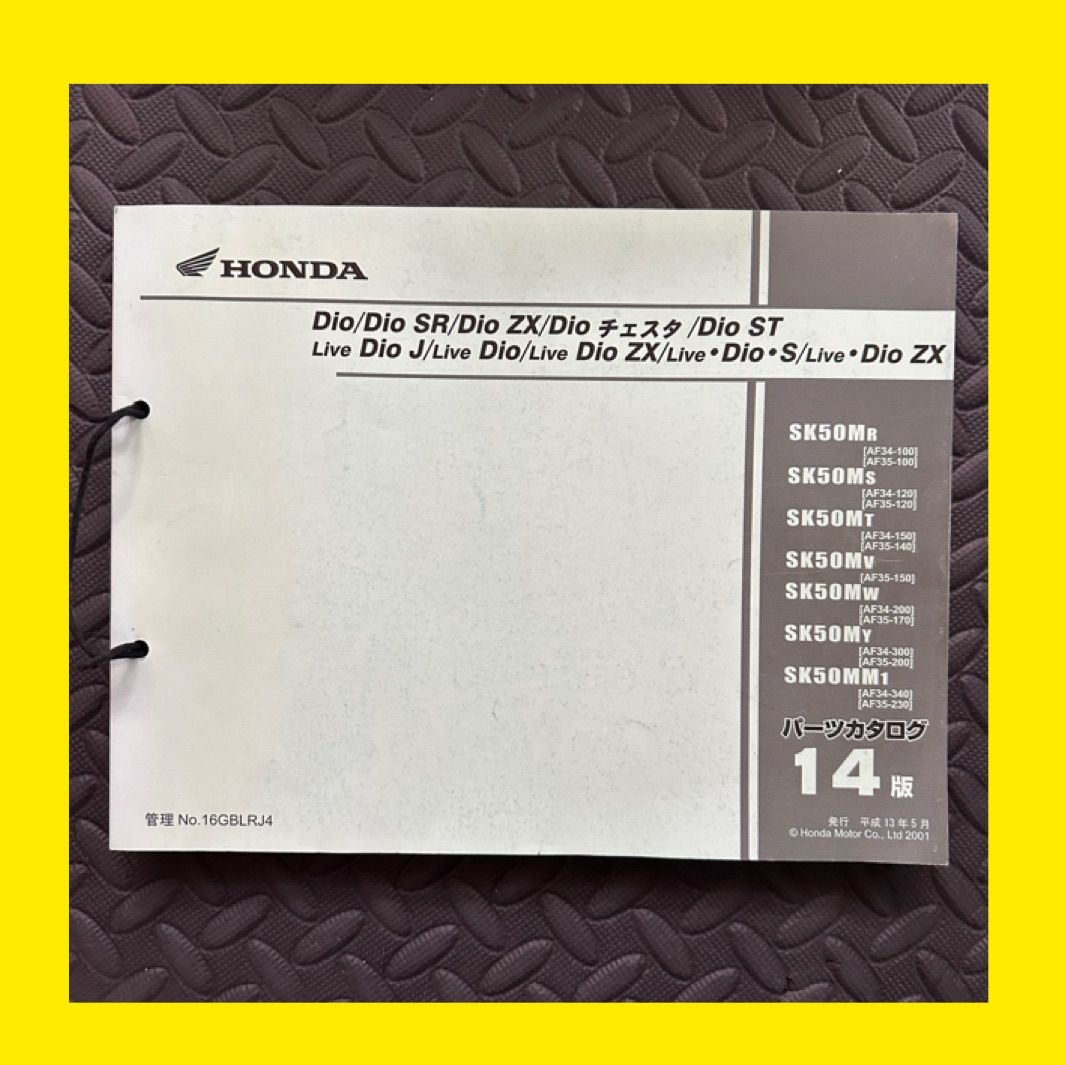 HONDA
Dio/Dio SR/Dio ZX/Dio チェスタ /Dio ST
Live Dio J/Live Dio/Live Dio ZX/Live・Dio・S/Live・Dio ZX
SK50MR
[AF34-100]
[AF35-100]
SK50MS
[AF34-120]
[AF35-120]
SK50MT
[AF34-150]
[AF35-140]
SK50MV
[AF35-150]
SK50MW
[AF34-200]
[AF35-170]
SK50MY
[AF34-300]
[AF35-200]
SK50MM1
[AF34-340]
[AF35-230]
パーツカタログ
14版
発行 平成13年5月
© Honda Motor Co., Ltd 2001
管理 No.16GBLRJ4